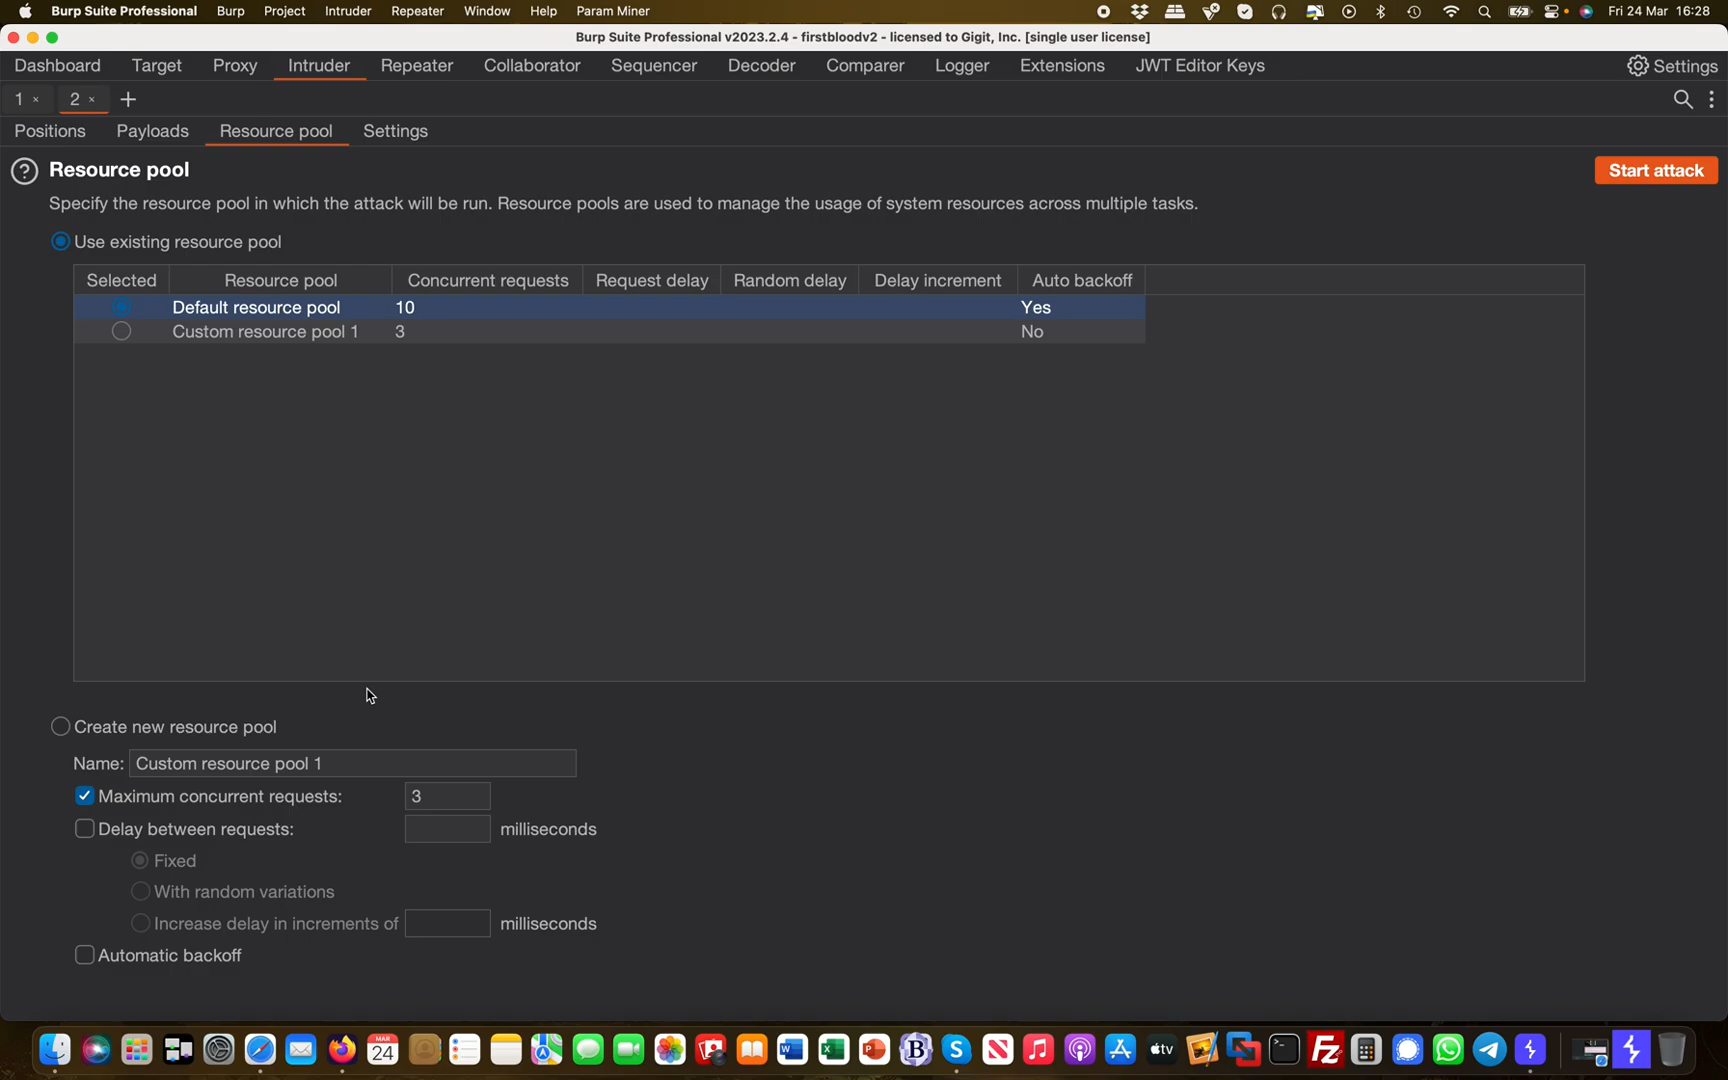 Burp Suite Professional Burp Project Intruder Repeater Window Help Param Miner Fri 24 Mar 16:28
Burp Suite Professional v2023.2.4 - firstbloodv2 - licensed to Gigit, Inc. [single user license]
Dashboard Target Proxy Intruder Repeater Collaborator Sequencer Decoder Comparer Logger Extensions JWT Editor Keys Settings
1 × 2 × +
Positions Payloads Resource pool Settings
? Resource pool Start attack
Specify the resource pool in which the attack will be run. Resource pools are used to manage the usage of system resources across multiple tasks.
Use existing resource pool
Selected Resource pool Concurrent requests Request delay Random delay Delay increment Auto backoff
Default resource pool 10 Yes
Custom resource pool 1 3 No
Create new resource pool
Name: Custom resource pool 1
Maximum concurrent requests: 3
Delay between requests: milliseconds
Fixed
With random variations
Increase delay in increments of milliseconds
Automatic backoff
MAR
24
W X P B S N tv Fz